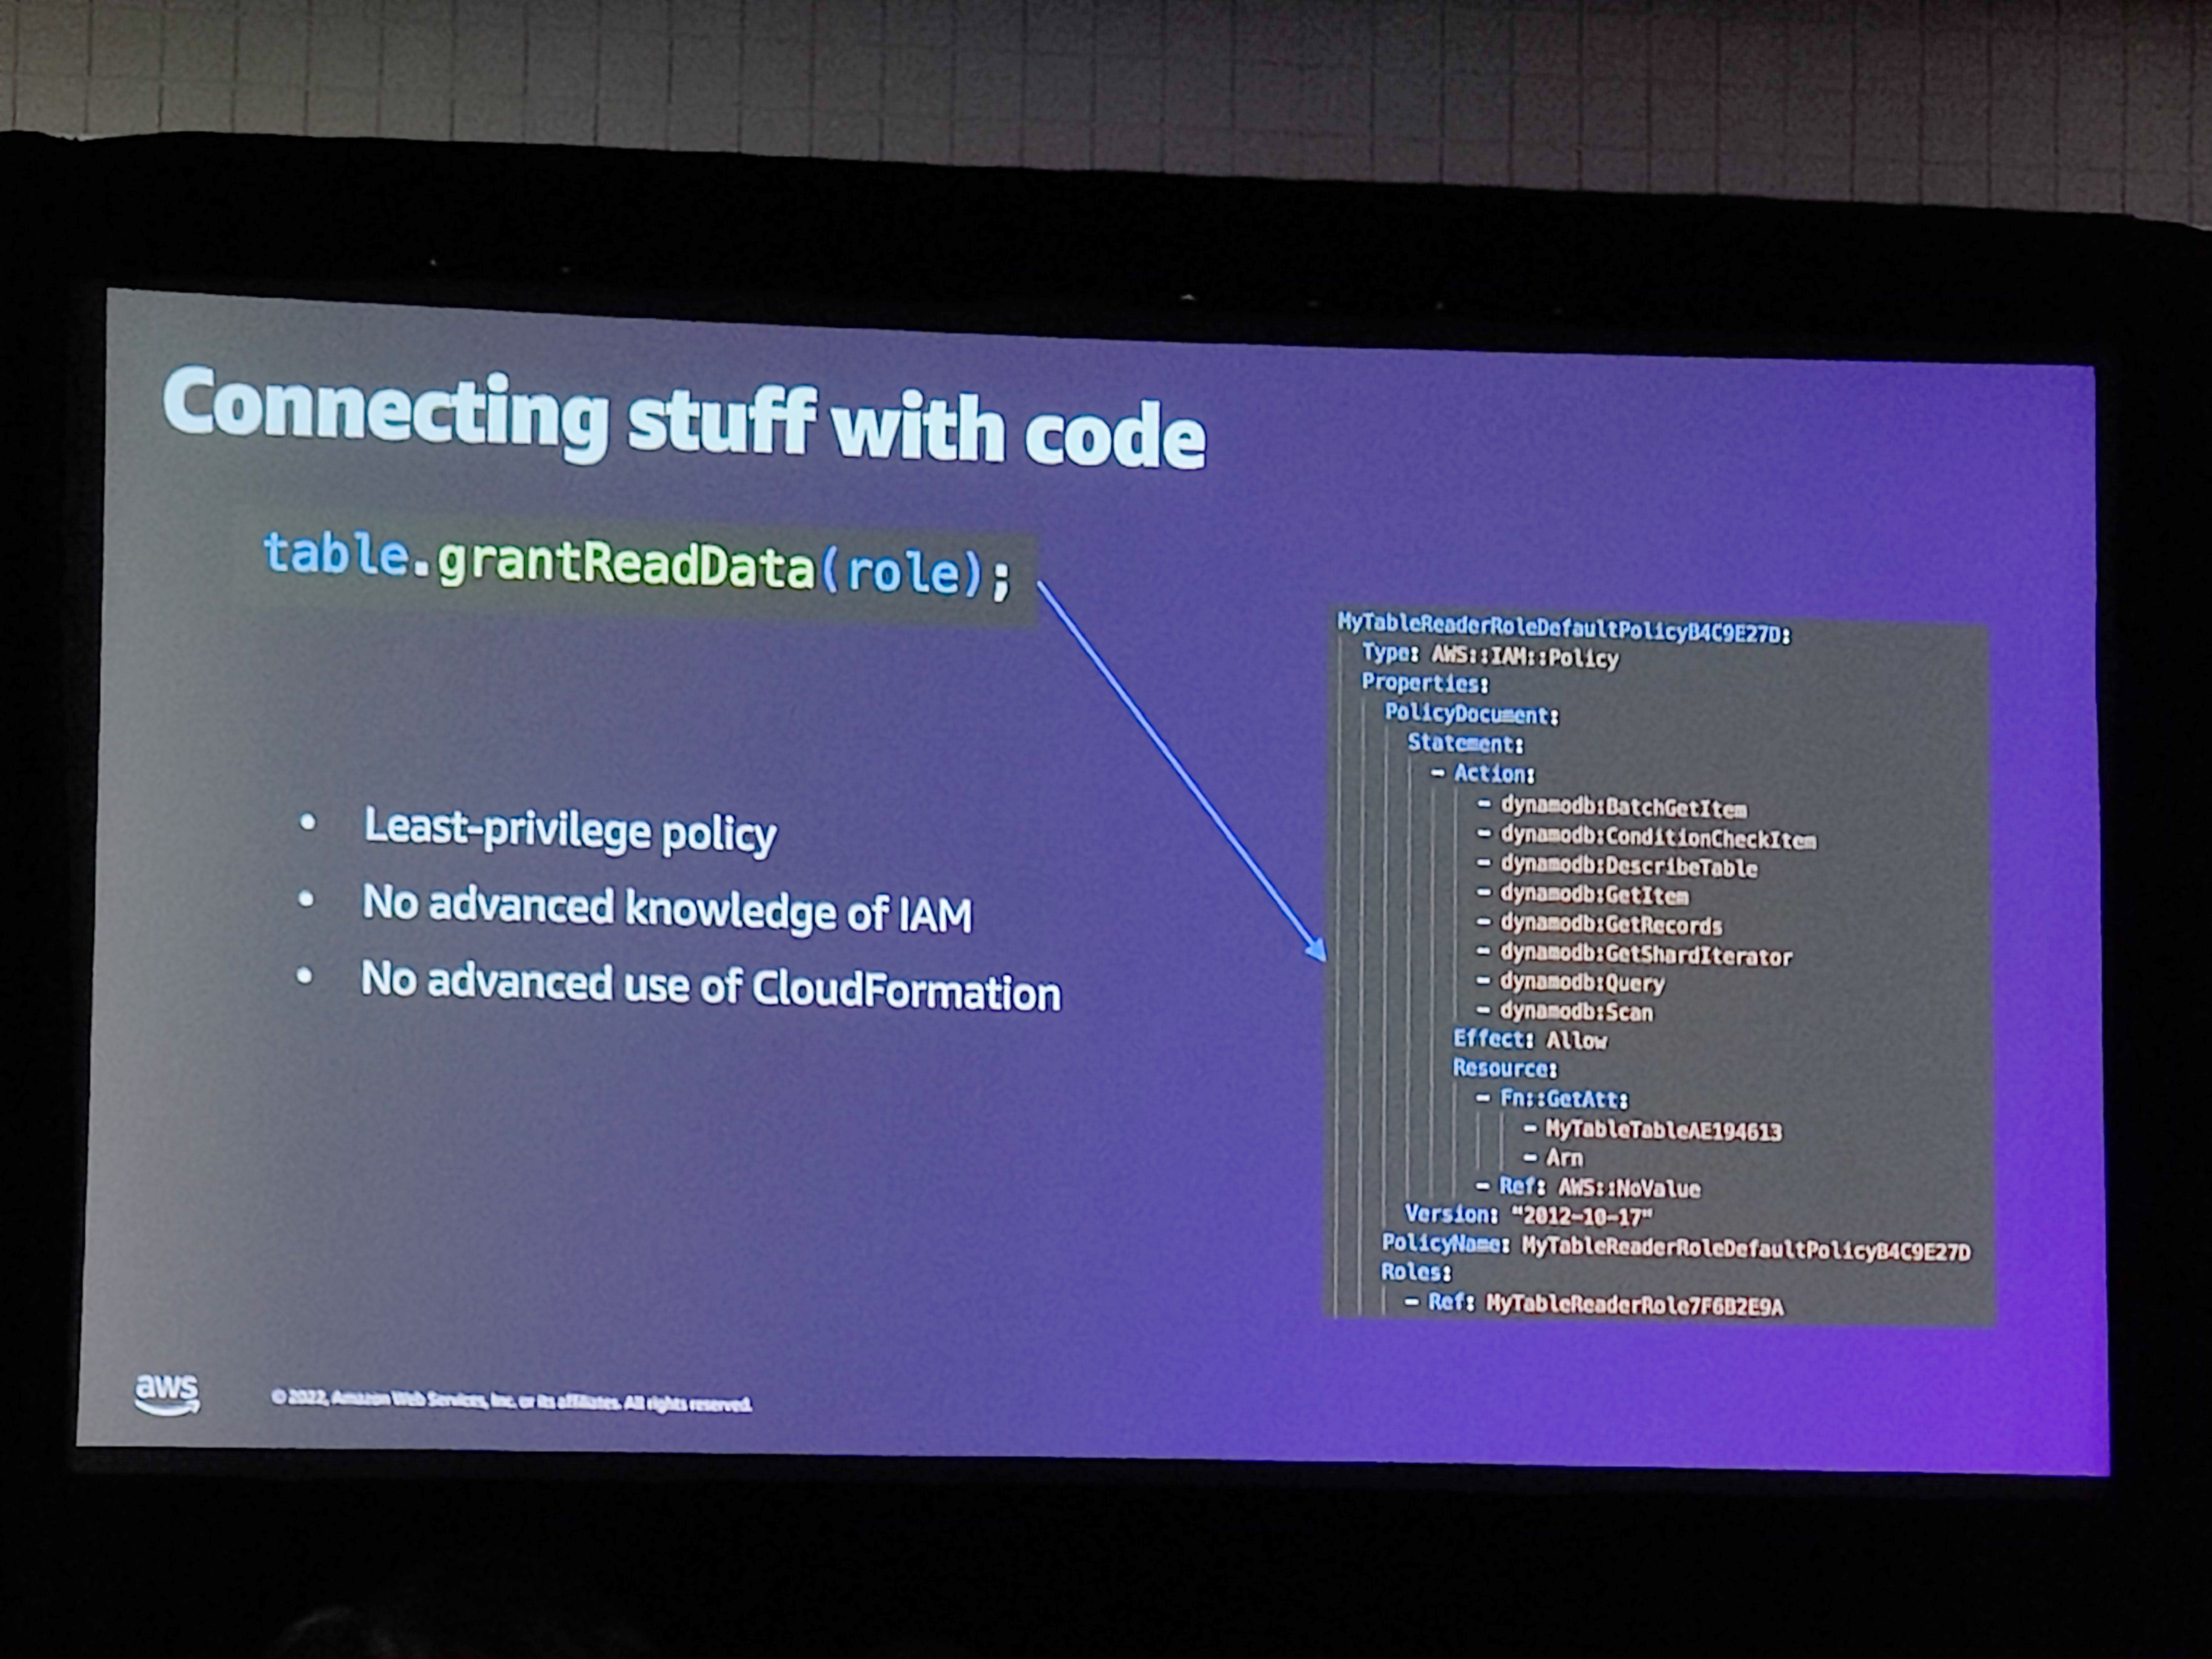 Connecting stuff with code
table.grantReadData(role);
• Least-privilege policy
• No advanced knowledge of IAM
• No advanced use of CloudFormation
MyTableReaderRoleDefaultPolicyB4C9E27D:
Type: AWS::IAM::Policy
Properties:
PolicyDocument:
Statement:
- Action:
- dynamodb:BatchGetItem
- dynamodb:ConditionCheckItem
- dynamodb:DescribeTable
- dynamodb:GetItem
- dynamodb:GetRecords
- dynamodb:GetShardIterator
- dynamodb:Query
- dynamodb:Scan
Effect: Allow
Resource:
- Fn::GetAtt:
- MyTableTableAE194613
- Arn
- Ref: AWS::NoValue
Version: "2012-10-17"
PolicyName: MyTableReaderRoleDefaultPolicyB4C9E27D
Roles:
- Ref: MyTableReaderRole7F6B2E9A
aws
© 2022, Amazon Web Services, Inc. or its affiliates. All rights reserved.